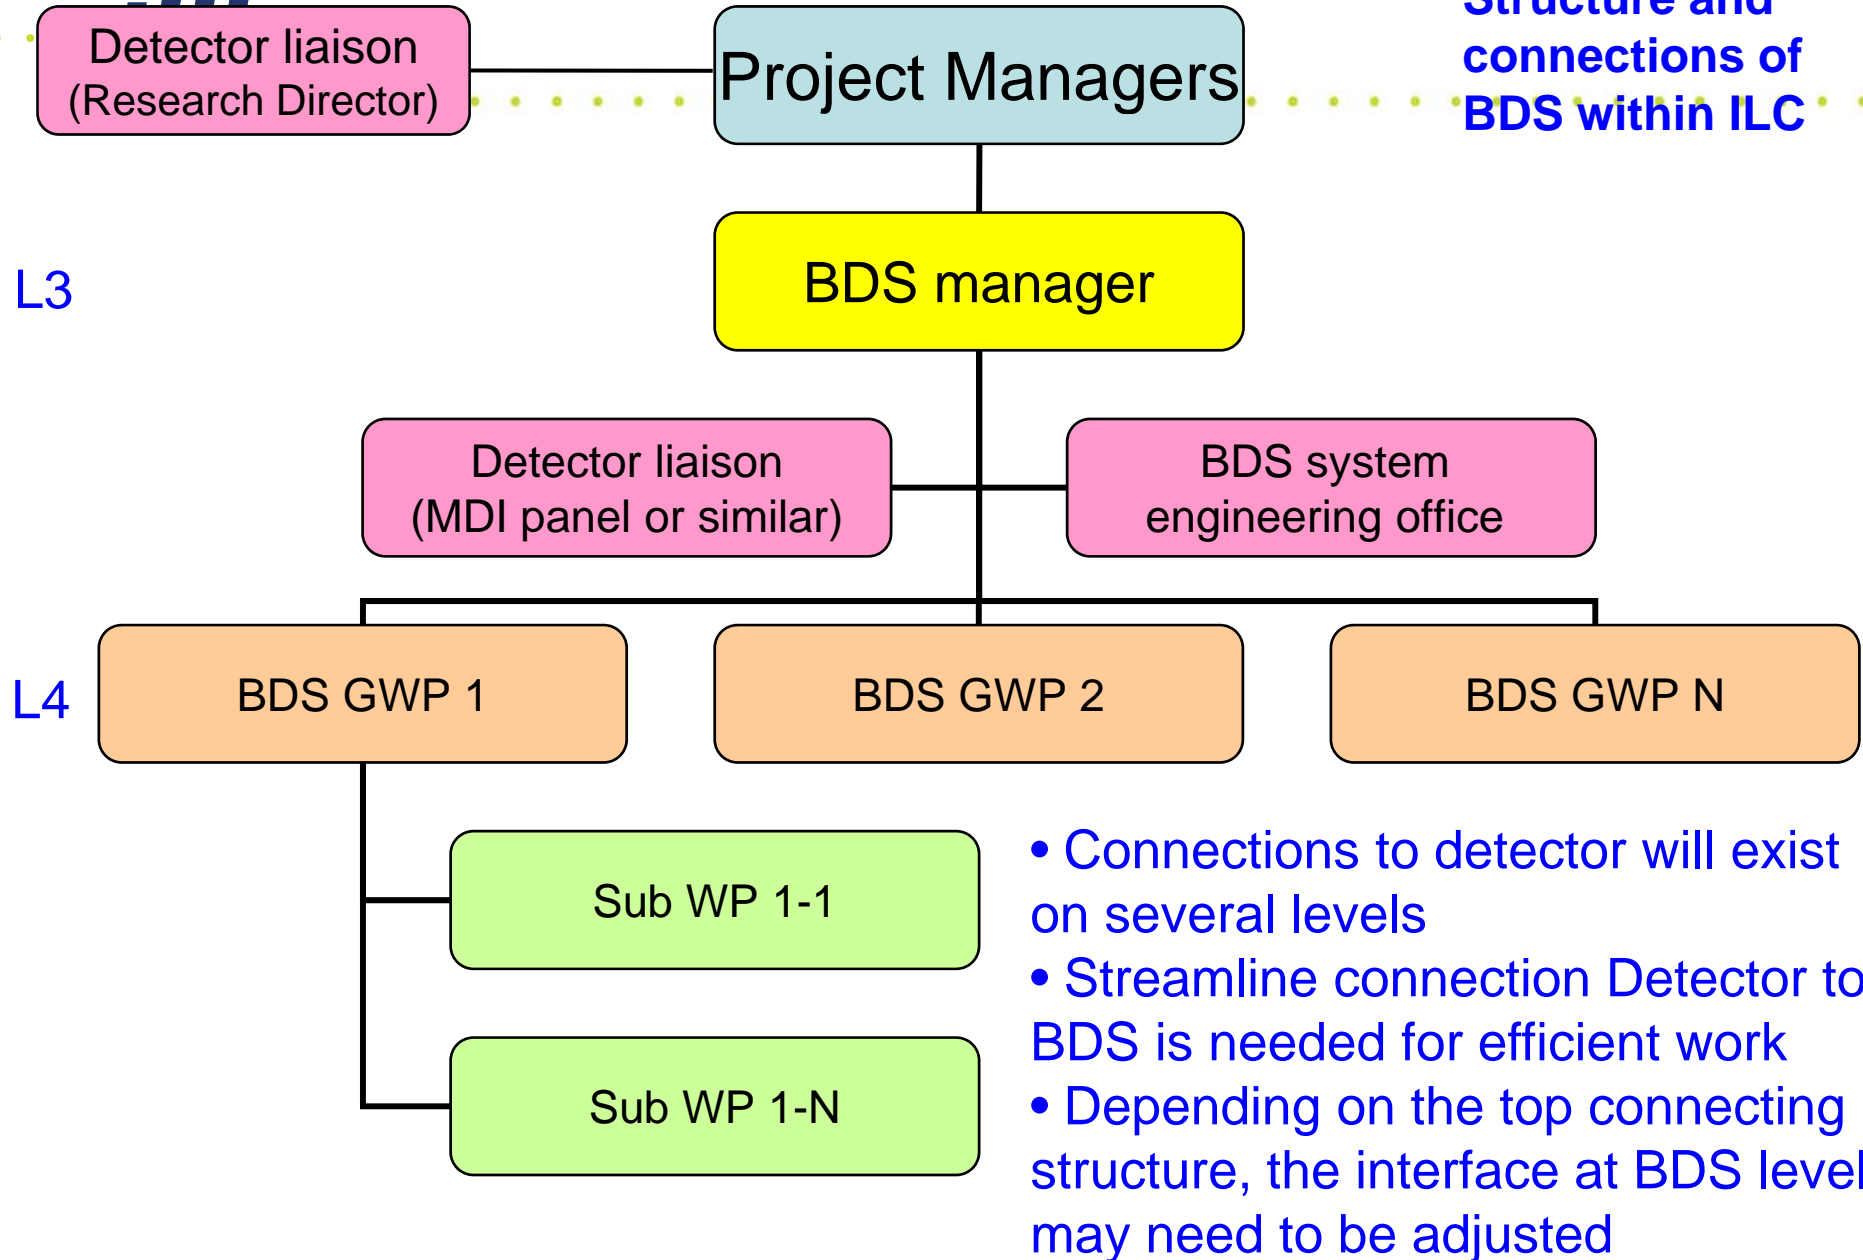 Structure and
connections of
BDS within ILC
Detector liaison
(Research Director)
Project Managers
L3
BDS manager
Detector liaison
(MDI panel or similar)
BDS system
engineering office
L4
BDS GWP 1
BDS GWP 2
BDS GWP N
Sub WP 1-1
Sub WP 1-N
• Connections to detector will exist
on several levels
• Streamline connection Detector to
BDS is needed for efficient work
• Depending on the top connecting
structure, the interface at BDS level
may need to be adjusted